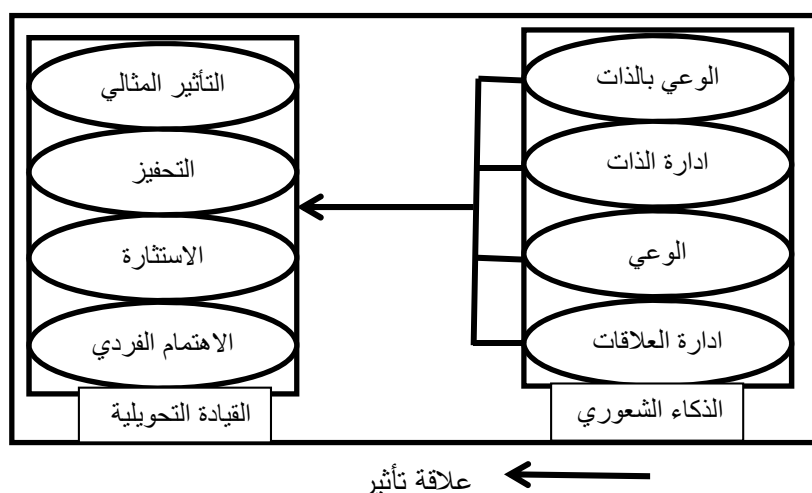 الوعي بالذات
ادارة الذات
الوعي
ادارة العلاقات
الذكاء الشعوري
التأثير المثالي
التحفيز
الاستثارة
الاهتمام الفردي
القيادة التحويلية
علاقة تأثير